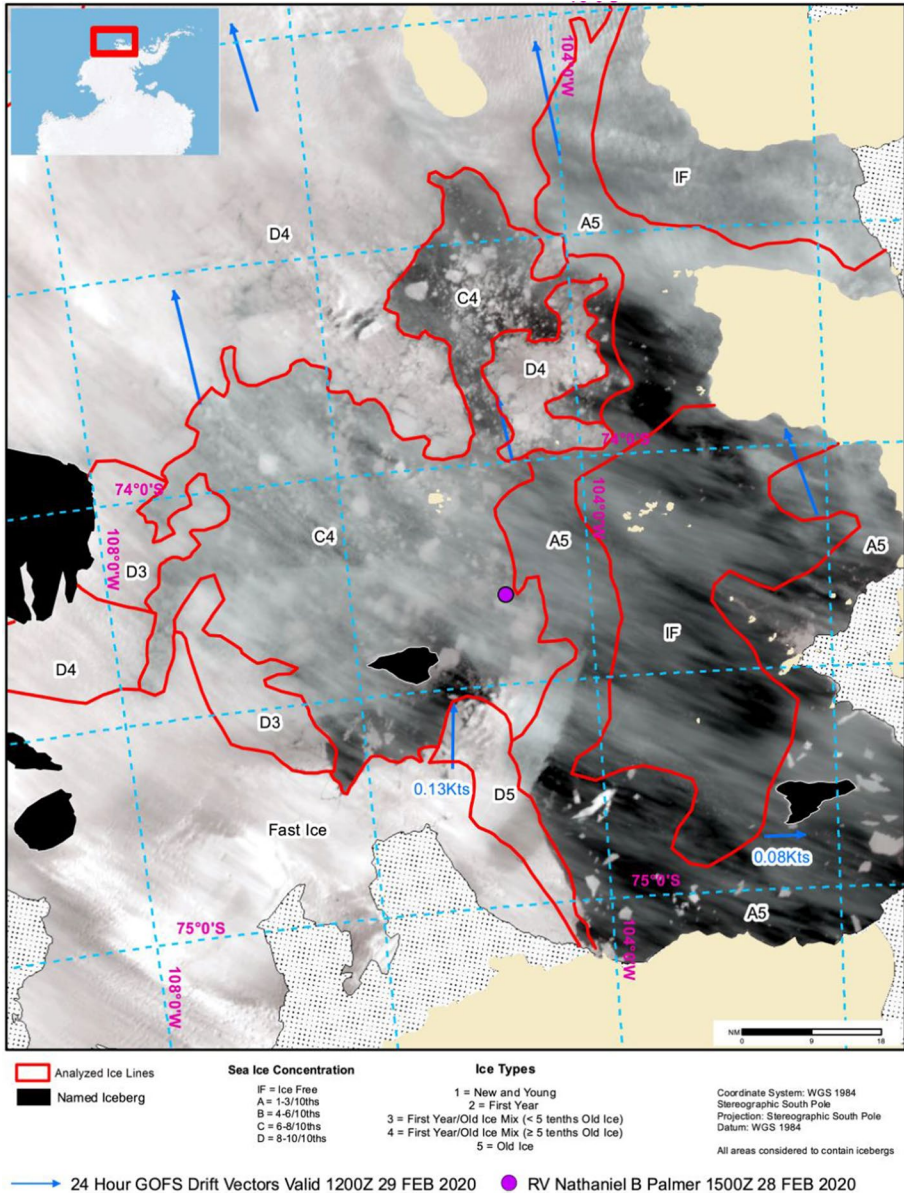 104°0'W
IF
A5
D4
C4
D4
74°0'S
74°0'S
104°0'W
108°0'W
C4
A5
A5
D3
IF
D4
D3
0.13Kts
D5
Fast Ice
0.08Kts
75°0'S
A5
75°0'S
104°0'W
108°0'W
NM 0 9 18
Analyzed Ice Lines
Named Iceberg
Sea Ice Concentration
IF = Ice Free
A = 1-3/10ths
B = 4-6/10ths
C = 6-8/10ths
D = 8-10/10ths
Ice Types
1 = New and Young
2 = First Year
3 = First Year/Old Ice Mix (< 5 tenths Old Ice)
4 = First Year/Old Ice Mix (≥ 5 tenths Old Ice)
5 = Old Ice
Coordinate System: WGS 1984
Stereographic South Pole
Projection: Stereographic South Pole
Datum: WGS 1984
All areas considered to contain icebergs
24 Hour GOFS Drift Vectors Valid 1200Z 29 FEB 2020
RV Nathaniel B Palmer 1500Z 28 FEB 2020